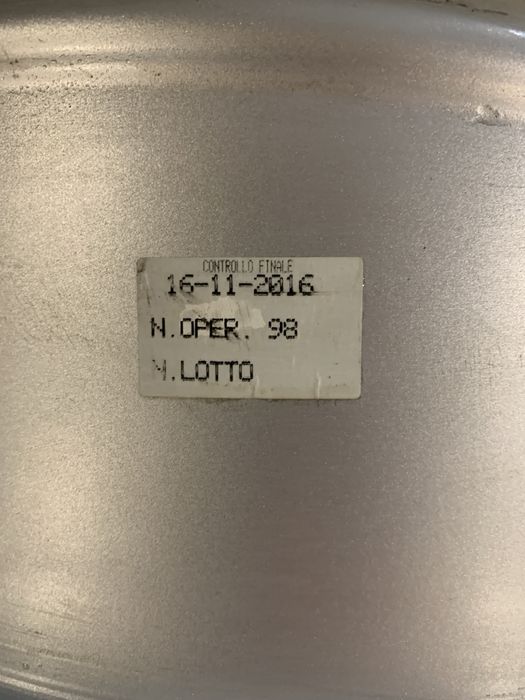 CONTROLLO FINALE
16-11-2016
N.OPER. 98
N.LOTTO